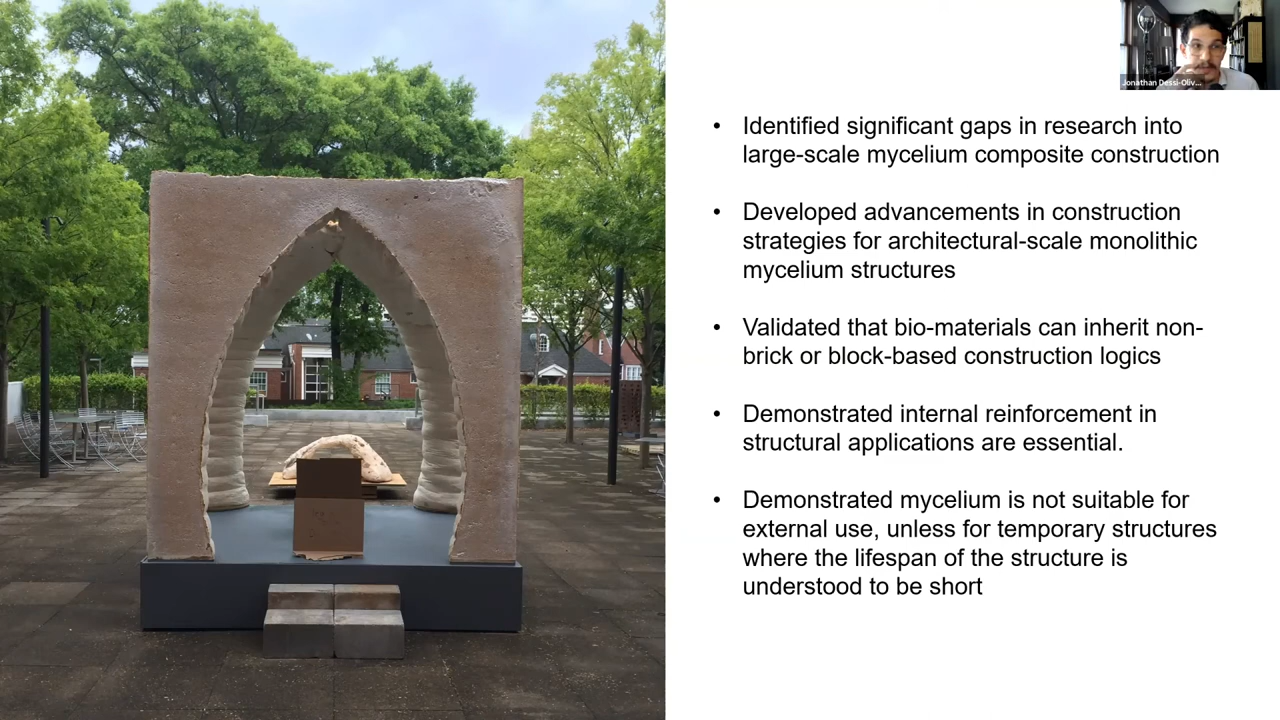 Jonathan Dessi-Oliv...
• Identified significant gaps in research into
large-scale mycelium composite construction
• Developed advancements in construction
strategies for architectural-scale monolithic
mycelium structures
• Validated that bio-materials can inherit non-
brick or block-based construction logics
• Demonstrated internal reinforcement in
structural applications are essential.
• Demonstrated mycelium is not suitable for
external use, unless for temporary structures
where the lifespan of the structure is
understood to be short